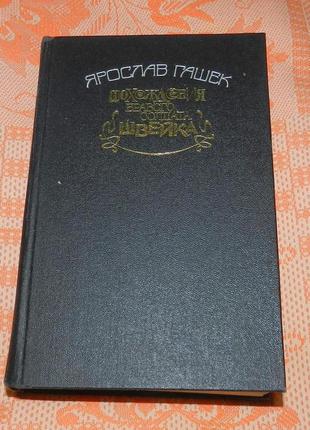 ЯРОСЛАВ ГАШЕК
ПОХОЖДЕНИЯ
БРАВОГО
СОЛДАТА
ШВЕЙКА